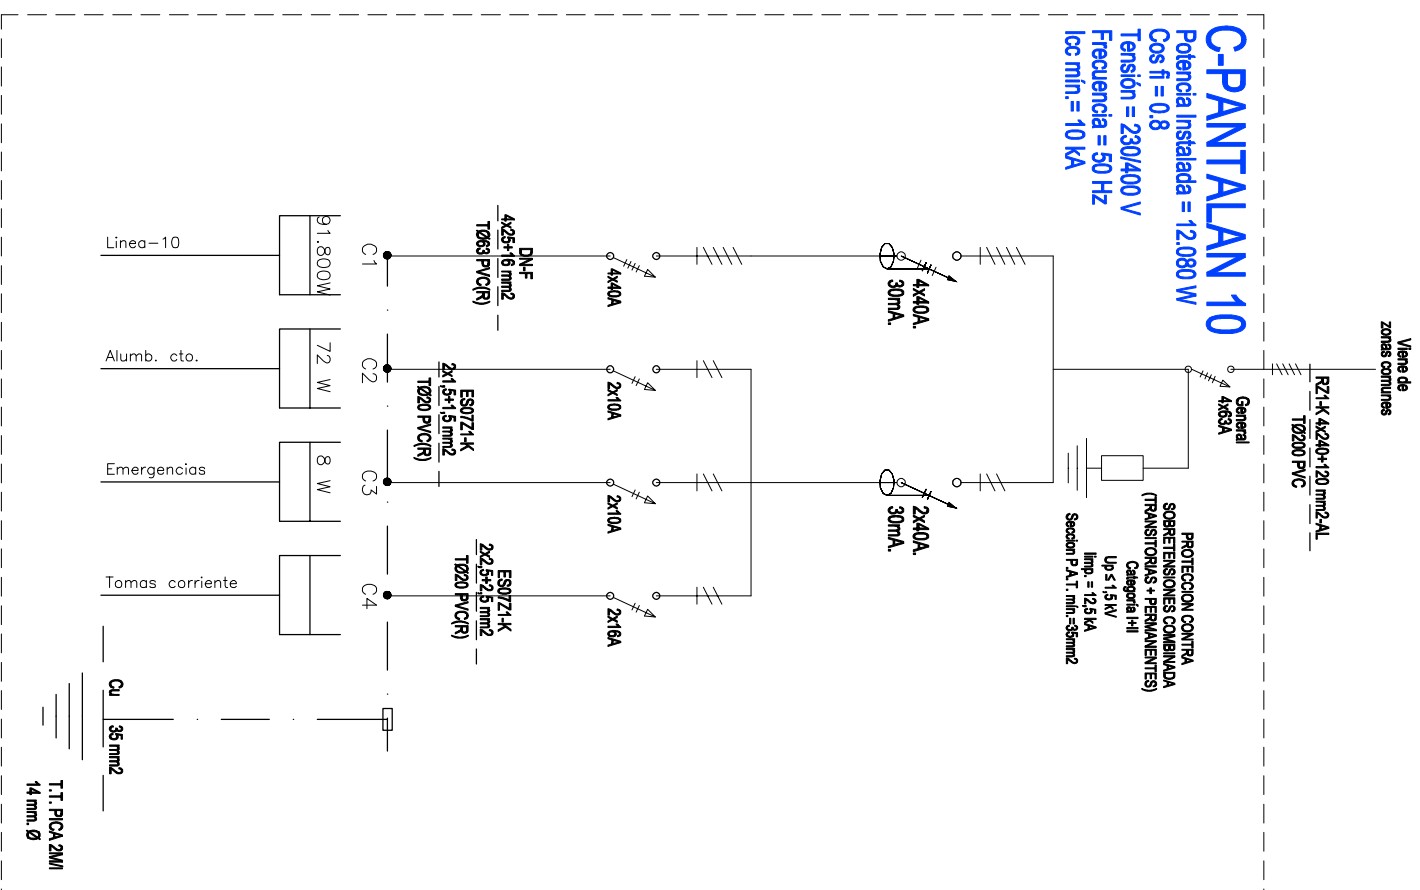 C-PANTALAN 10
Potencia Instalada = 12.080 W
Cos fi = 0.8
Tensión = 230/400 V
Frecuencia = 50 Hz
Icc mín.= 10 kA
Viene de
zonas comunes
RZ1-K 4x240+120 mm2-AL
TØ200 PVC
General
4x63A
PROTECCION CONTRA
SOBRETENSIONES COMBINADA
(TRANSITORIAS + PERMANENTES)
Categoría I+II
Up ≤ 1,5 kV
Iimp. = 12,5 kA
Seccion P.A.T. mín.=35mm2
4x40A.
30mA.
2x40A.
30mA.
4x40A
2x10A
2x10A
2x16A
DN-F
4x25+16 mm2
TØ63 PVC(R)
ES07Z1-K
2x1,5+1,5 mm2
TØ20 PVC(R)
ES07Z1-K
2x2,5+2,5 mm2
TØ20 PVC(R)
C1
C2
C3
C4
91.800W
72 W
8 W
Linea-10
Alumb. cto.
Emergencias
Tomas corriente
Cu
35 mm2
T.T. PICA 2M/l
14 mm. Ø